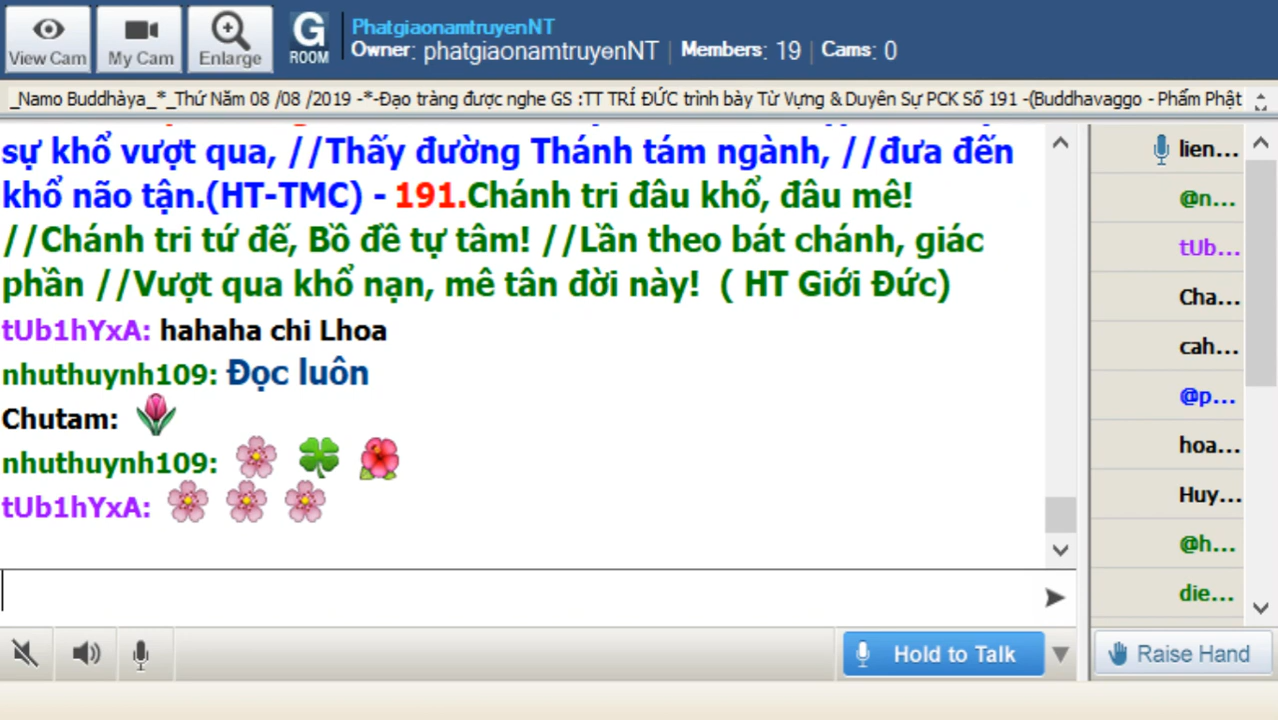 View Cam
My Cam
Enlarge
G ROOM
PhatgiaonamtruyenNT
Owner: phatgiaonamtruyenNT | Members: 19 | Cams: 0
_Namo Buddhàya_*_Thứ Năm 08 /08 /2019 -*-Đạo tràng được nghe GS :TT TRÍ ĐỨC trình bày Từ Vựng & Duyên Sự PCK Số 191 -(Buddhavaggo - Phẩm Phật
sự khổ vượt qua, //Thấy đường Thánh tám ngành, //đưa đến
khổ não tận.(HT-TMC) - 191.Chánh tri đâu khổ, đâu mê!
//Chánh tri tứ đế, Bồ đề tự tâm! //Lần theo bát chánh, giác
phần //Vượt qua khổ nạn, mê tân đời này! ( HT Giới Đức)
tUb1hYxA: hahaha chi Lhoa
nhuthuynh109: Đọc luôn
Chutam:
nhuthuynh109:
tUb1hYxA:
lien...
@n...
tUb...
Cha...
cah...
@p...
hoa...
Huy...
@h...
die...
Hold to Talk
Raise Hand